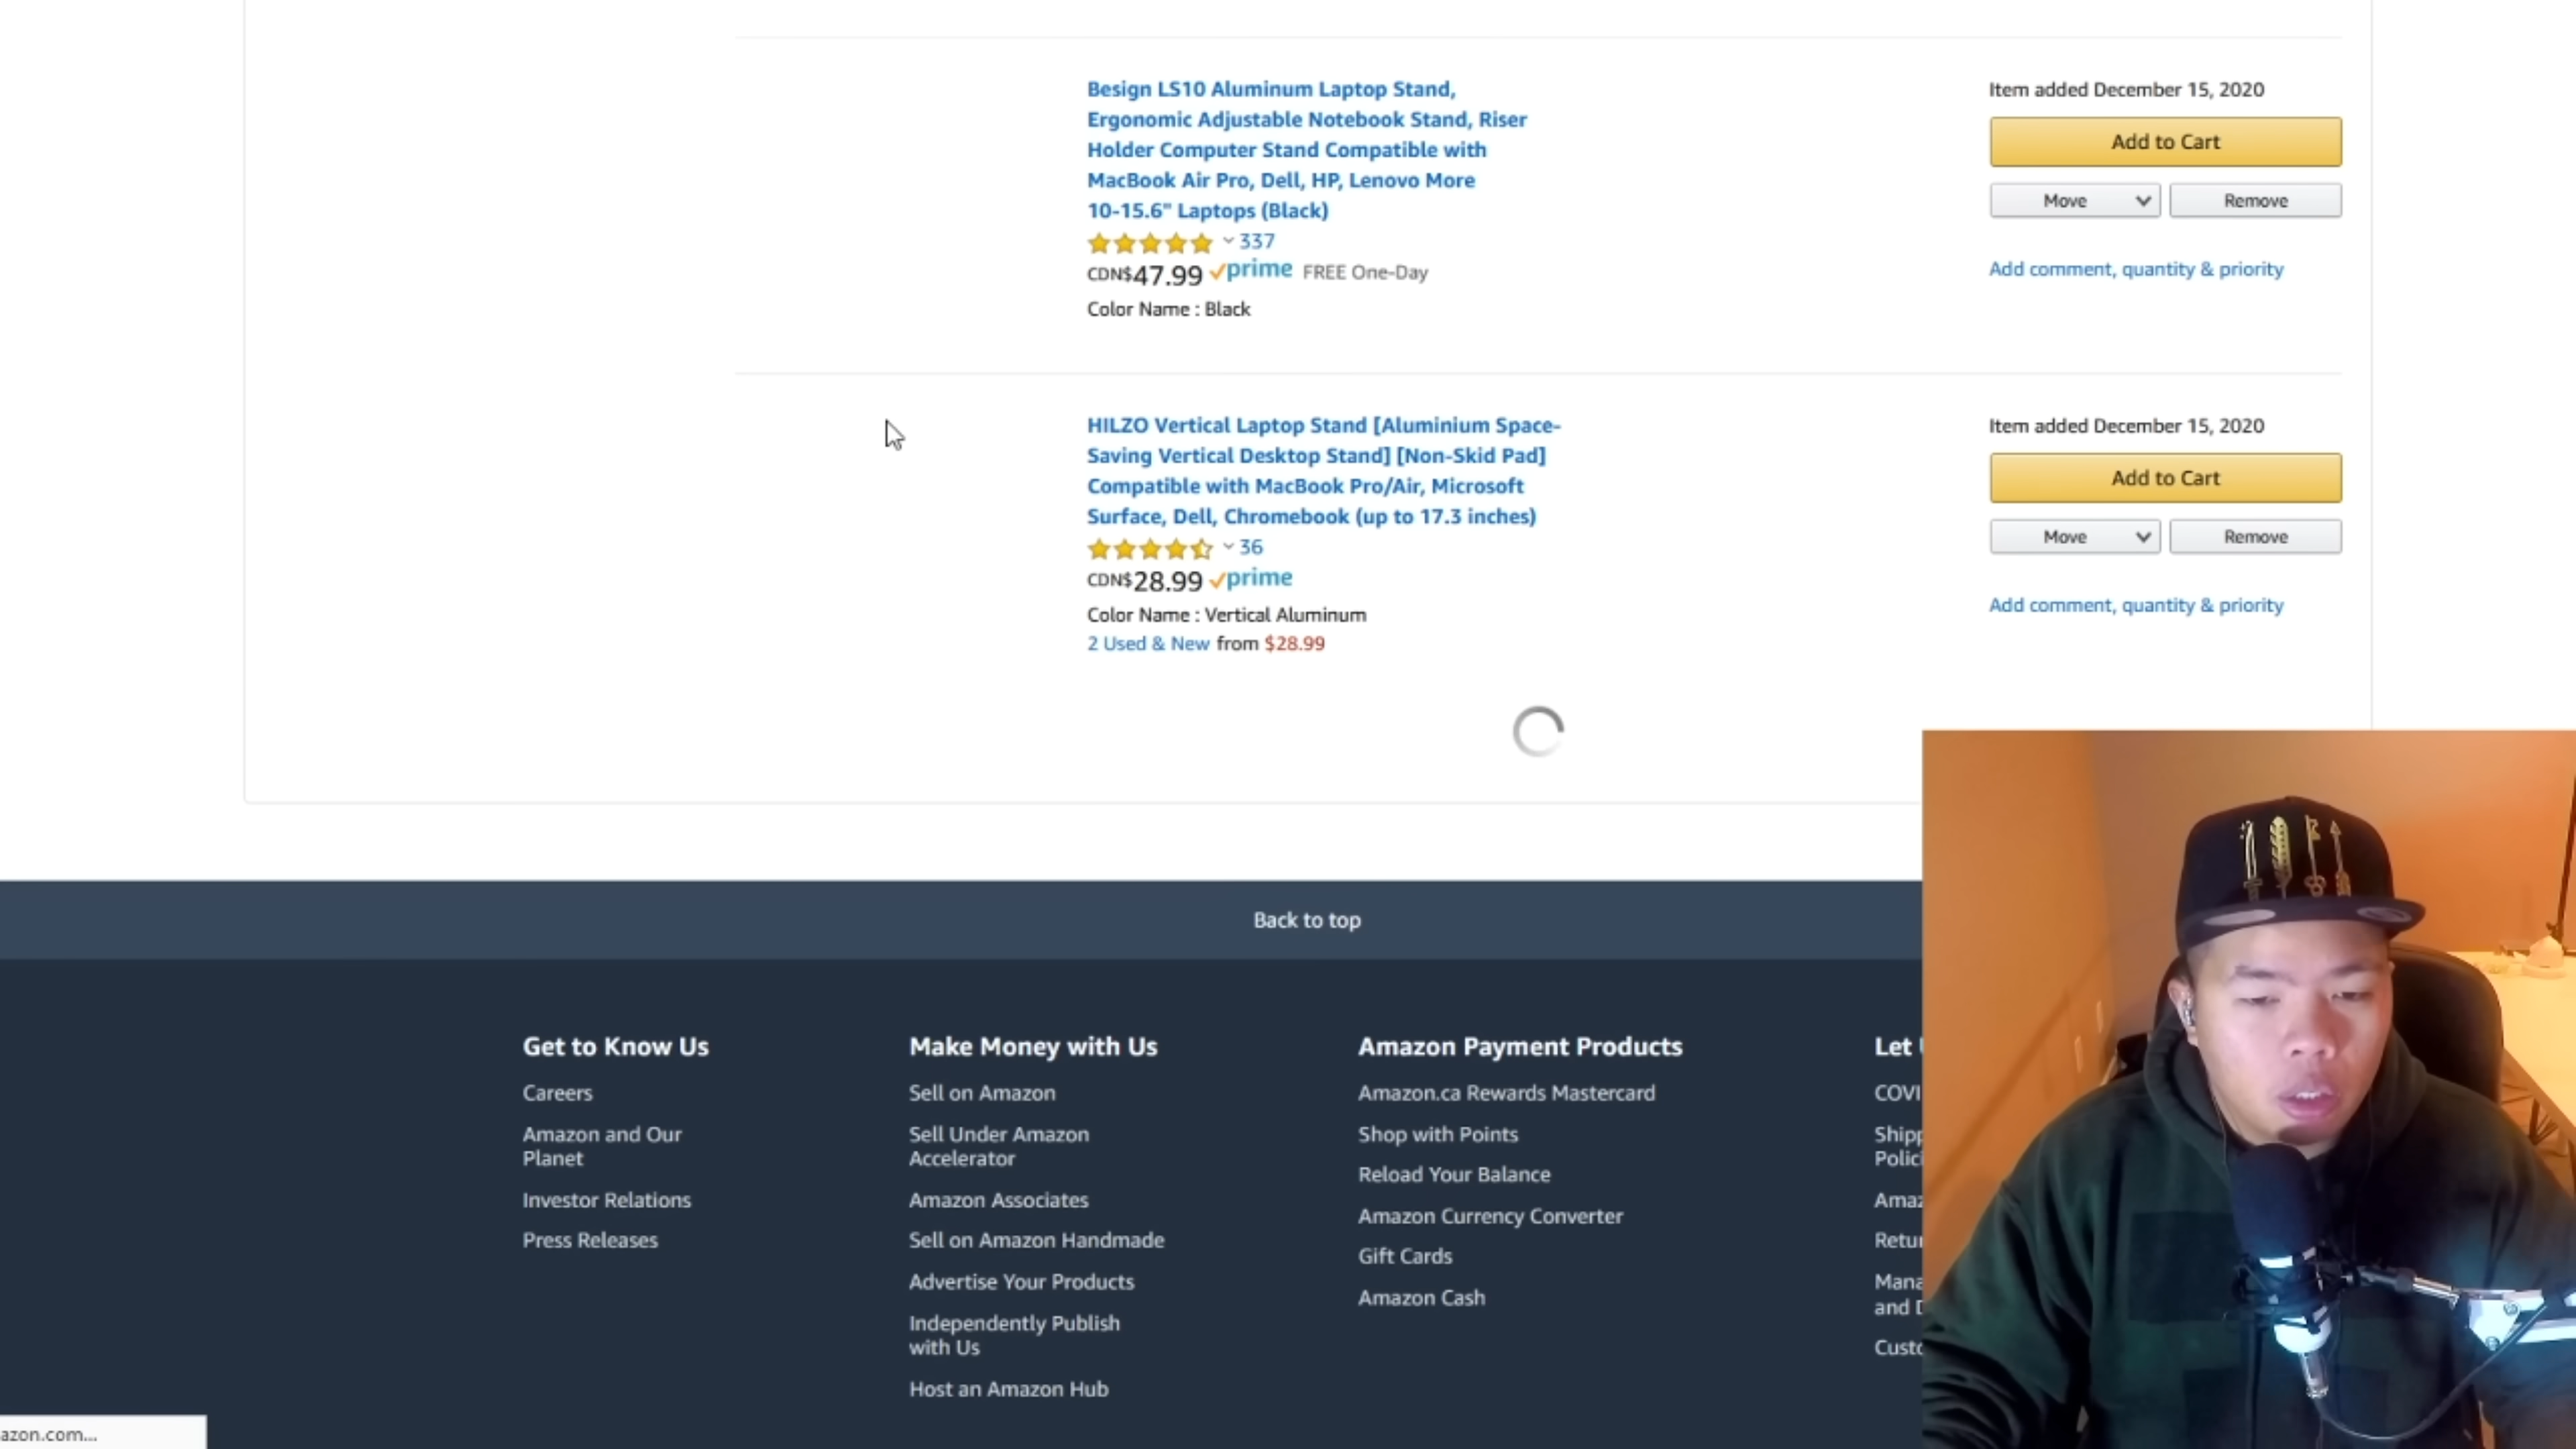 Besign LS10 Aluminum Laptop Stand,
Ergonomic Adjustable Notebook Stand, Riser
Holder Computer Stand Compatible with
MacBook Air Pro, Dell, HP, Lenovo More
10-15.6" Laptops (Black)
337
CDN$47.99 prime FREE One-Day
Color Name : Black
Item added December 15, 2020
Add to Cart
Move Remove
Add comment, quantity & priority
HILZO Vertical Laptop Stand [Aluminium Space-
Saving Vertical Desktop Stand] [Non-Skid Pad]
Compatible with MacBook Pro/Air, Microsoft
Surface, Dell, Chromebook (up to 17.3 inches)
36
CDN$28.99 prime
Color Name : Vertical Aluminum
2 Used & New from $28.99
Item added December 15, 2020
Add to Cart
Move Remove
Add comment, quantity & priority
Back to top
Get to Know Us
Careers
Amazon and Our
Planet
Investor Relations
Press Releases
Make Money with Us
Sell on Amazon
Sell Under Amazon
Accelerator
Amazon Associates
Sell on Amazon Handmade
Advertise Your Products
Independently Publish
with Us
Host an Amazon Hub
Amazon Payment Products
Amazon.ca Rewards Mastercard
Shop with Points
Reload Your Balance
Amazon Currency Converter
Gift Cards
Amazon Cash
Let
COVI
Shipp
Polici
Amaz
Retur
Mana
and
Custo
azon.com...